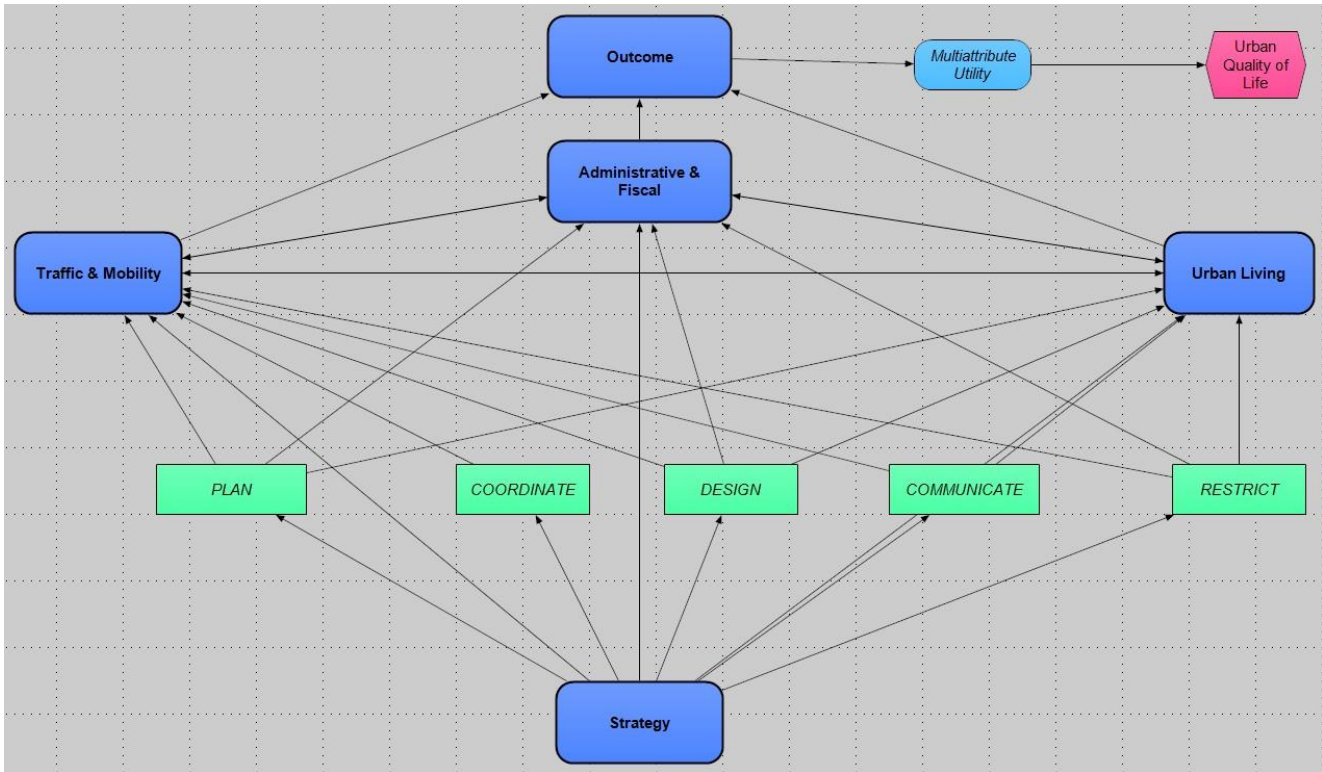 Outcome
Multiattribute
Utility
Urban
Quality of
Life
Administrative &
Fiscal
Traffic & Mobility
Urban Living
PLAN
COORDINATE
DESIGN
COMMUNICATE
RESTRICT
Strategy